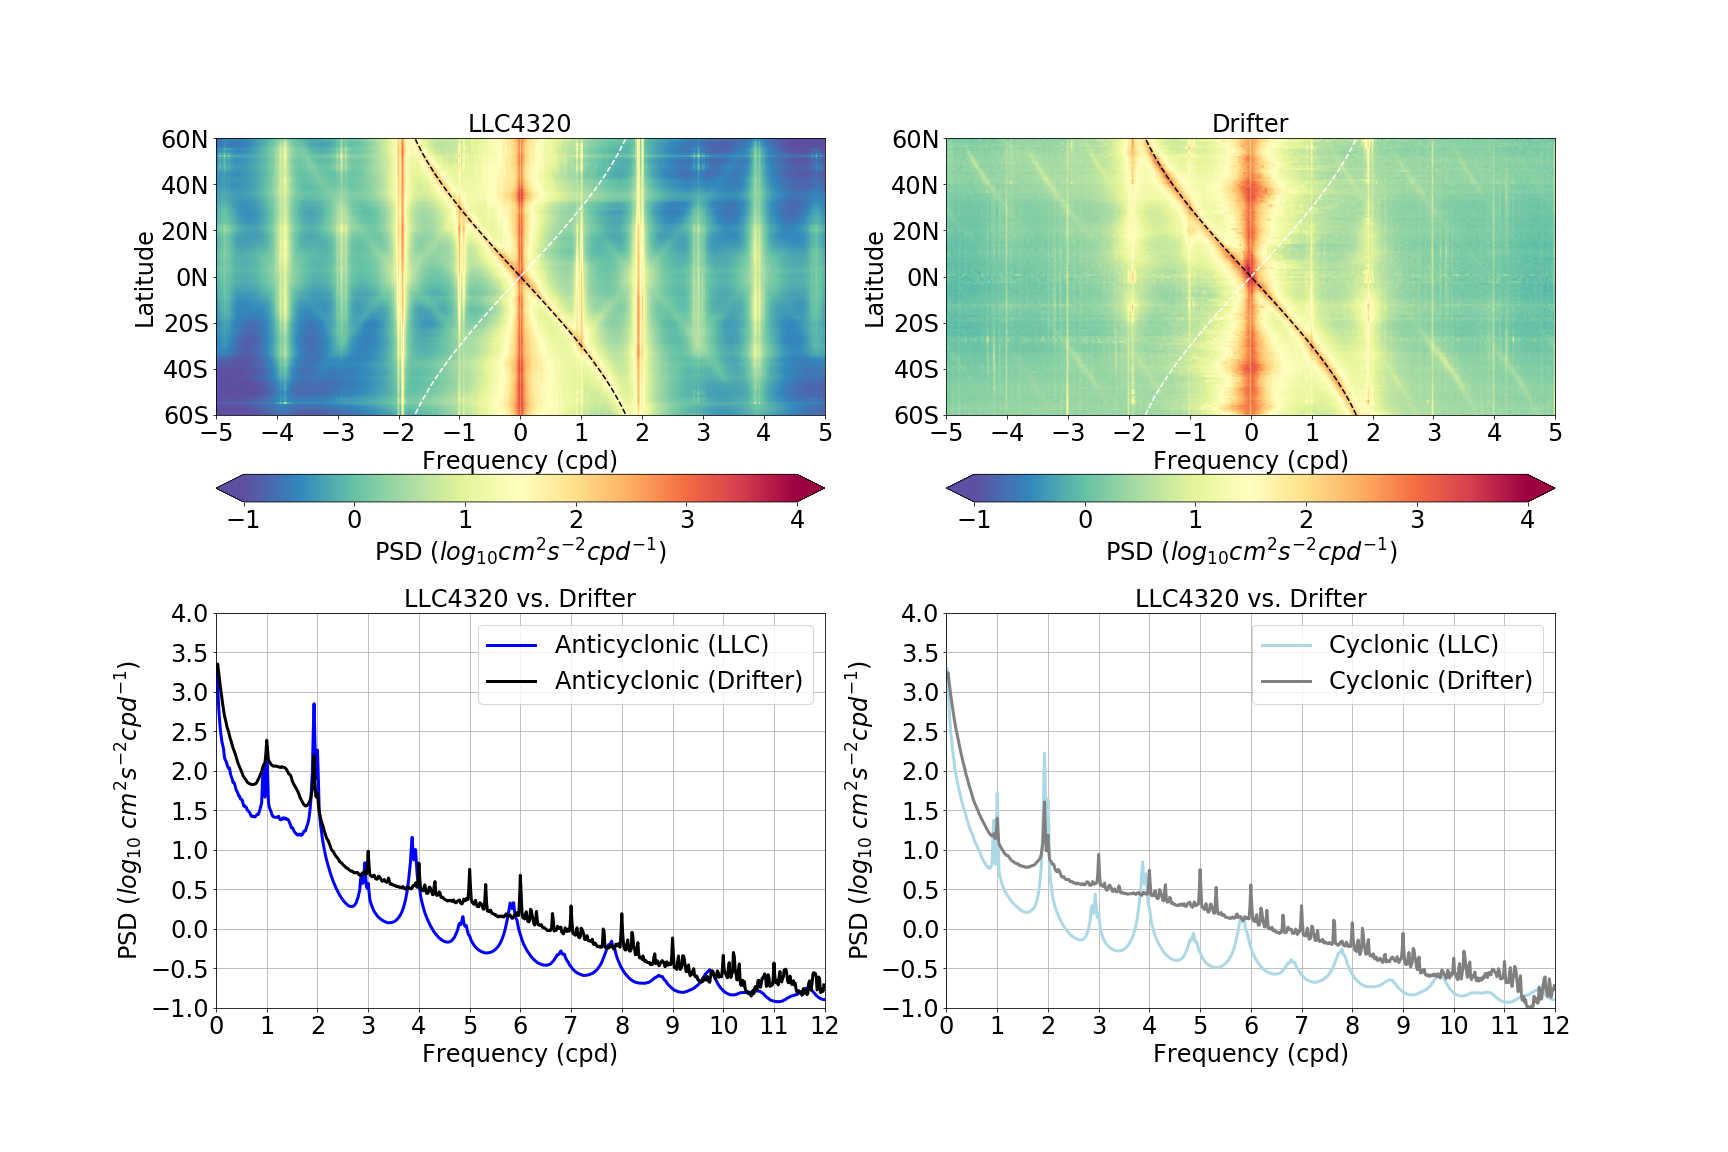 LLC4320
60N
40N
20N
0N
20S
40S
60S
Latitude
−5 −4 −3 −2 −1 0 1 2 3 4 5
Frequency (cpd)
−1 0 1 2 3 4
PSD (log₁₀cm²s⁻²cpd⁻¹)
Drifter
60N
40N
20N
0N
20S
40S
60S
Latitude
−5 −4 −3 −2 −1 0 1 2 3 4 5
Frequency (cpd)
−1 0 1 2 3 4
PSD (log₁₀cm²s⁻²cpd⁻¹)
LLC4320 vs. Drifter
Anticyclonic (LLC)
Anticyclonic (Drifter)
4.0
3.5
3.0
2.5
2.0
1.5
1.0
0.5
0.0
−0.5
−1.0
PSD (log₁₀ cm²s⁻²cpd⁻¹)
0 1 2 3 4 5 6 7 8 9 10 11 12
Frequency (cpd)
LLC4320 vs. Drifter
Cyclonic (LLC)
Cyclonic (Drifter)
4.0
3.5
3.0
2.5
2.0
1.5
1.0
0.5
0.0
−0.5
−1.0
PSD (log₁₀ cm²s⁻²cpd⁻¹)
0 1 2 3 4 5 6 7 8 9 10 11 12
Frequency (cpd)